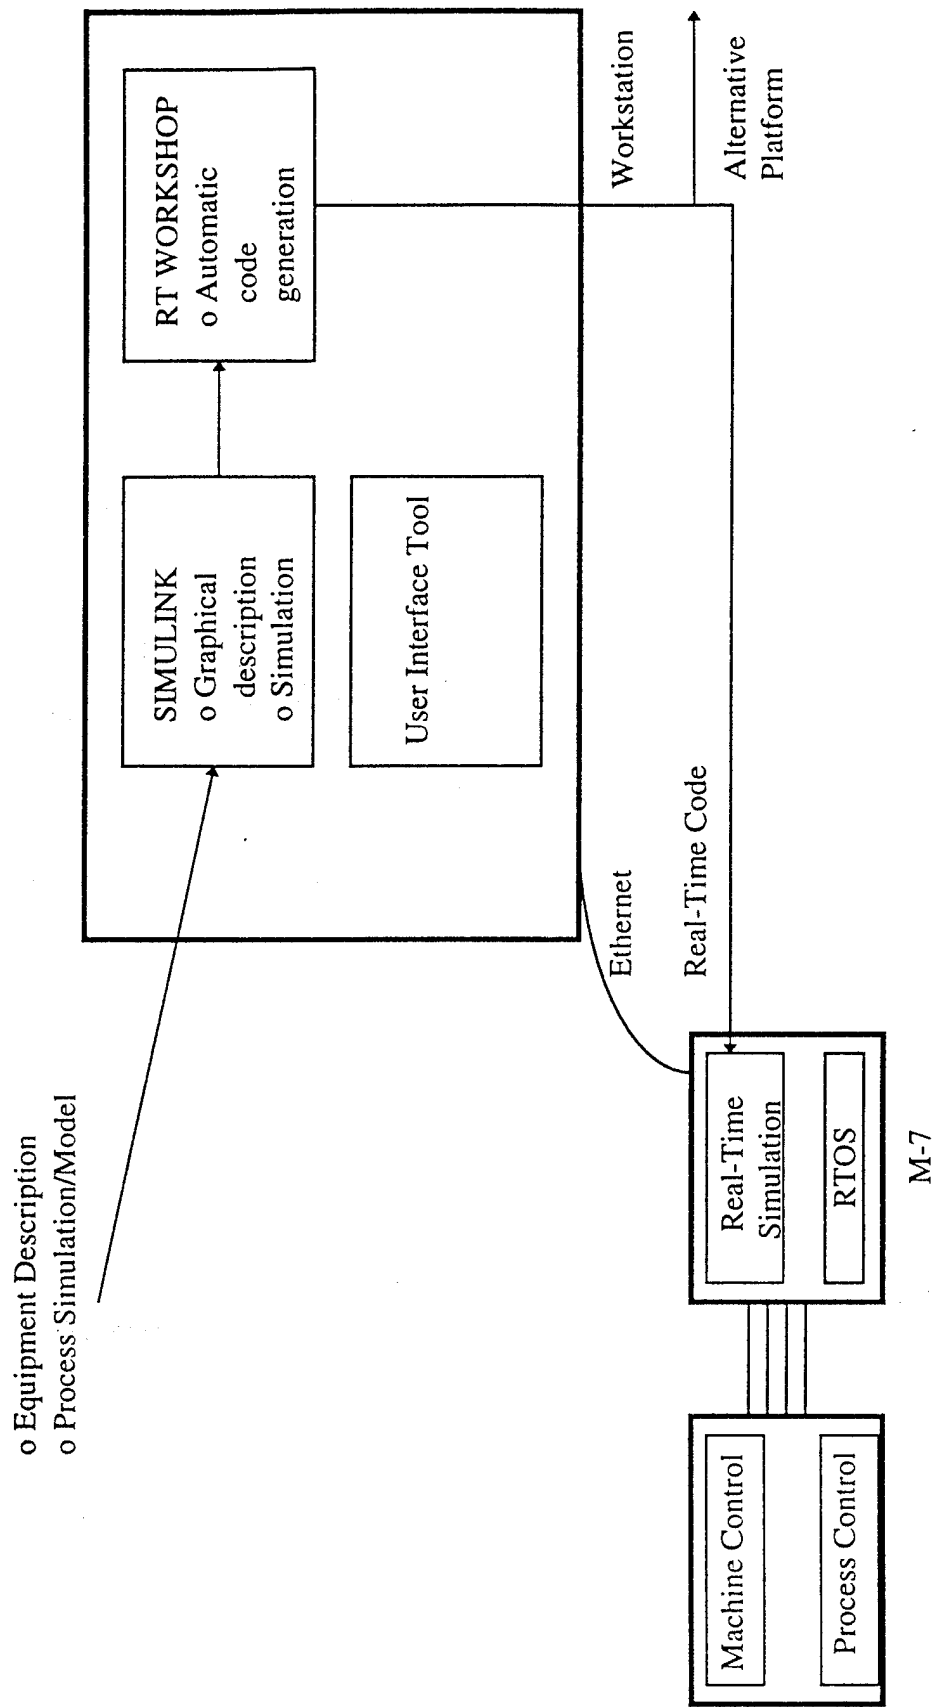 o Equipment Description
o Process Simulation/Model
SIMULINK
o Graphical
description
o Simulation
RT WORKSHOP
o Automatic
code
generation
User Interface Tool
Ethernet
Workstation
Real-Time Code
Alternative
Platform
Machine Control
Process Control
Real-Time
Simulation
RTOS
M-7